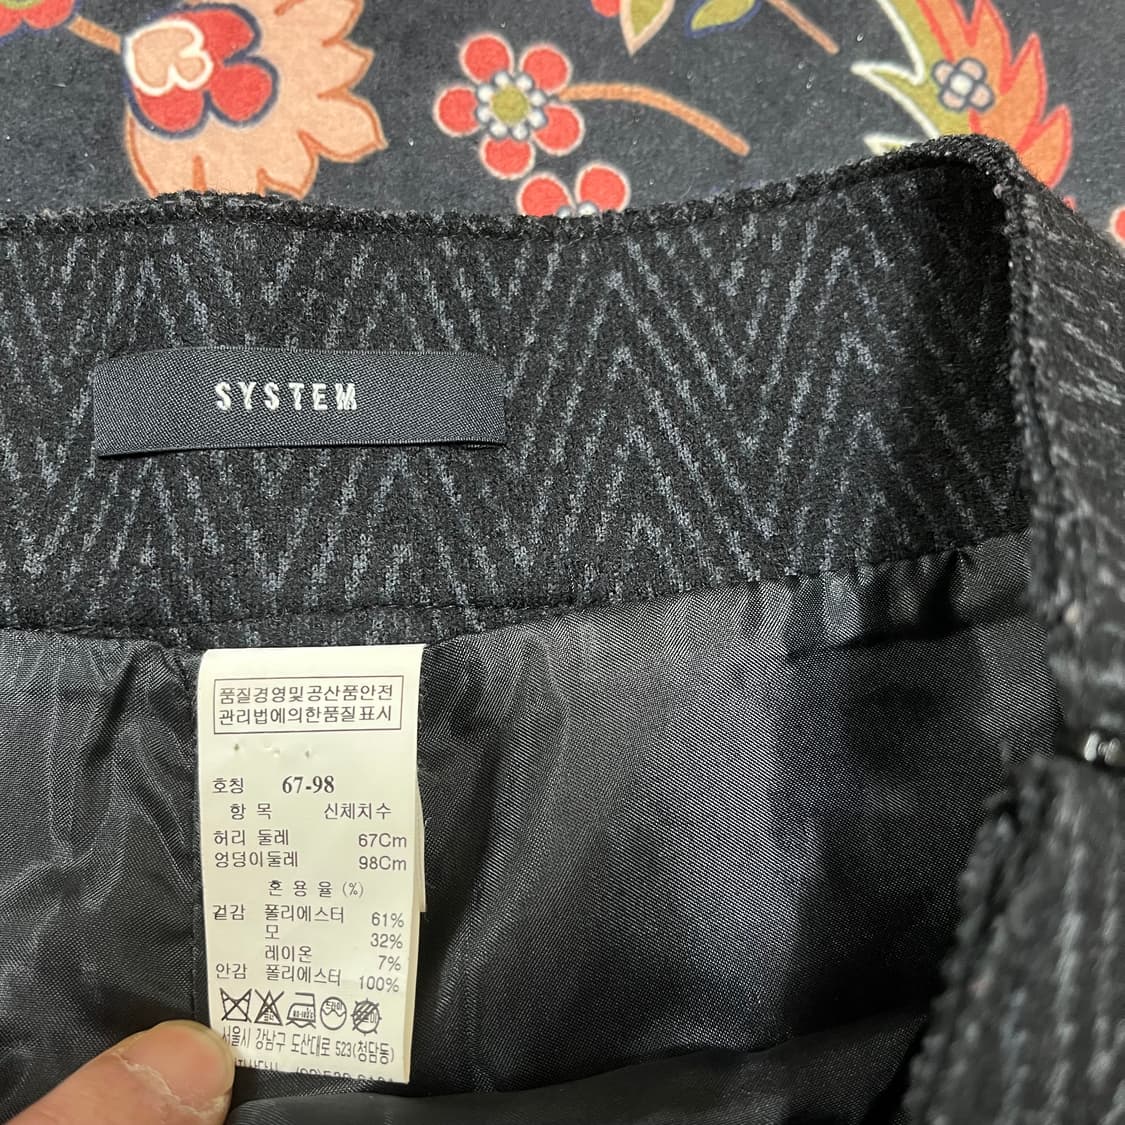 SYSTEM
품질경영및공산품안전
관리법에의한품질표시
호칭 67-98
항 목 신체치수
허리 둘레 67Cm
엉덩이둘레 98Cm
혼 용 율 (%)
겉감 폴리에스터 61%
모 32%
레이온 7%
안감 폴리에스터 100%
서울시 강남구 도산대로 523(청담동)